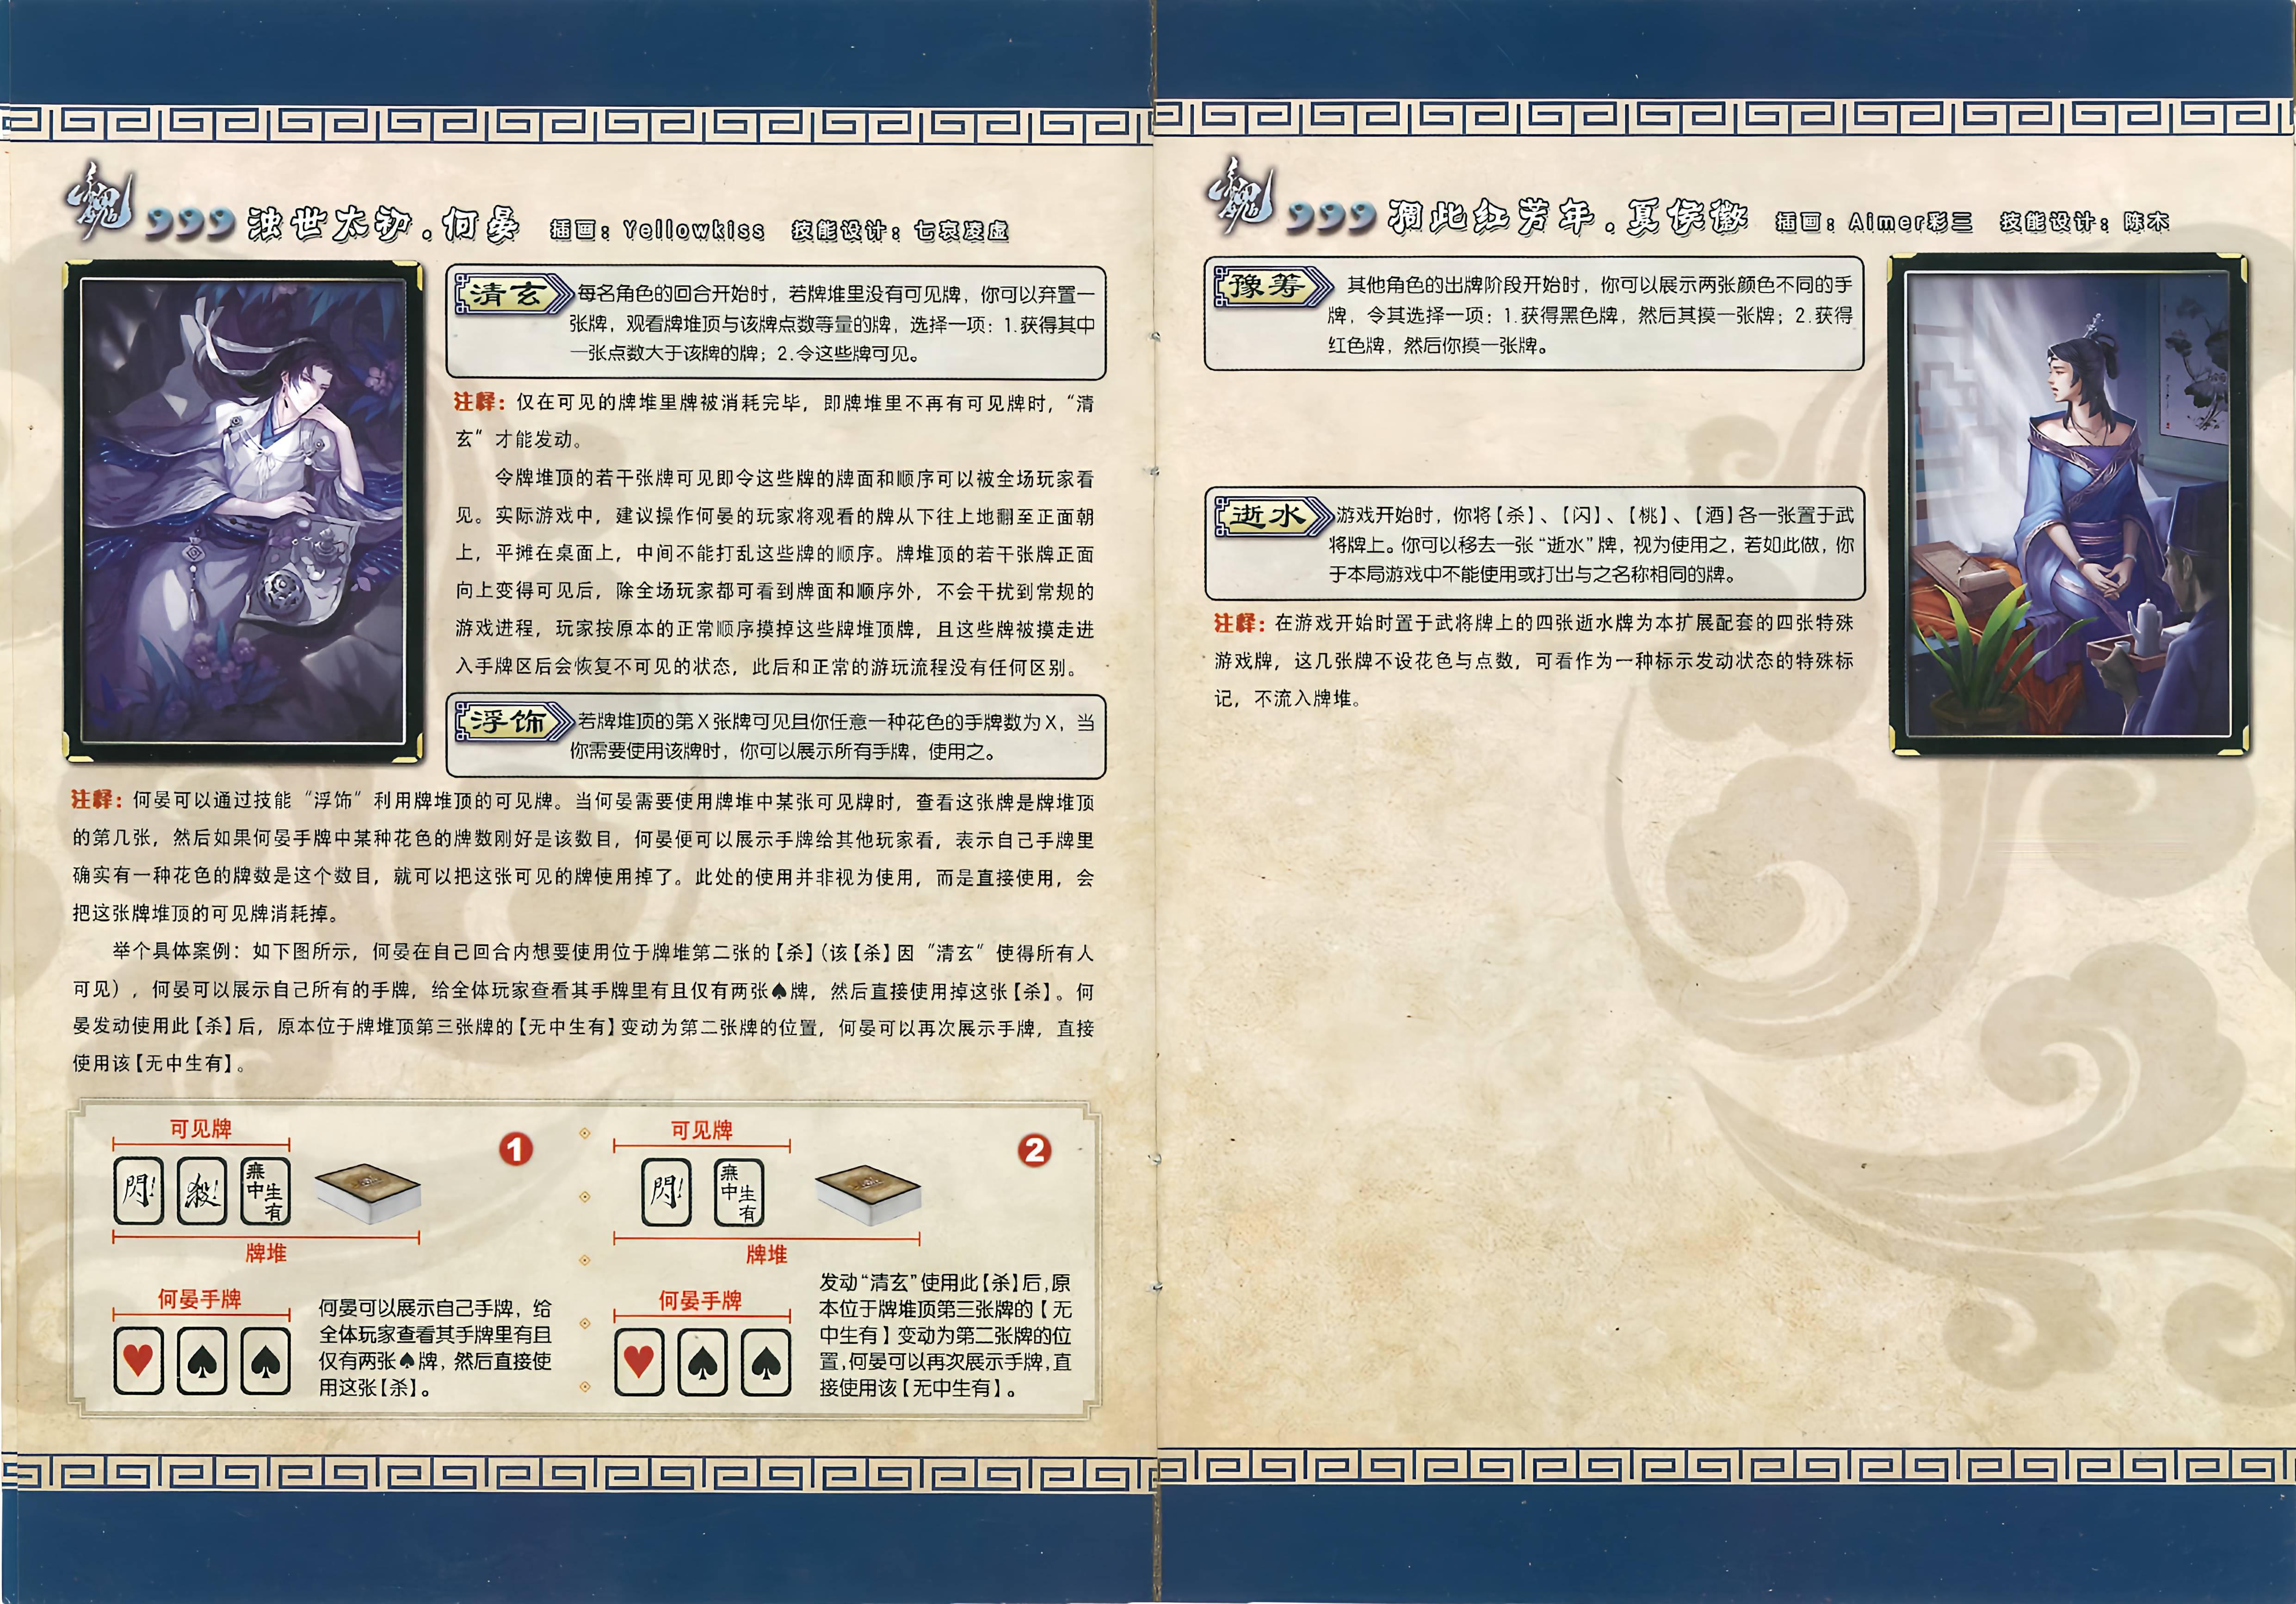 魏 999 浊世太初.何晏 插画：Yellowkiss 技能设计：七哀凌虚
清玄 每名角色的回合开始时，若牌堆里没有可见牌，你可以弃置一
张牌，观看牌堆顶与该牌点数等量的牌，选择一项：1.获得其中
一张点数大于该牌的牌；2.令这些牌可见。
注释：仅在可见的牌堆里牌被消耗完毕，即牌堆里不再有可见牌时，“清
玄”才能发动。
令牌堆顶的若干张牌可见即令这些牌的牌面和顺序可以被全场玩家看
见。实际游戏中，建议操作何晏的玩家将观看的牌从下往上地翻至正面朝
上，平摊在桌面上，中间不能打乱这些牌的顺序。牌堆顶的若干张牌正面
向上变得可见后，除全场玩家都可看到牌面和顺序外，不会干扰到常规的
游戏进程，玩家按原本的正常顺序摸掉这些牌堆顶牌，且这些牌被摸走进
入手牌区后会恢复不可见的状态，此后和正常的游玩流程没有任何区别。
浮饰 若牌堆顶的第X张牌可见且你任意一种花色的手牌数为X，当
你需要使用该牌时，你可以展示所有手牌，使用之。
注释：何晏可以通过技能“浮饰”利用牌堆顶的可见牌。当何晏需要使用牌堆中某张可见牌时，查看这张牌是牌堆顶
的第几张，然后如果何晏手牌中某种花色的牌数刚好是该数目，何晏便可以展示手牌给其他玩家看，表示自己手牌里
确实有一种花色的牌数是这个数目，就可以把这张可见的牌使用掉了。此处的使用并非视为使用，而是直接使用，会
把这张牌堆顶的可见牌消耗掉。
举个具体案例：如下图所示，何晏在自己回合内想要使用位于牌堆第二张的【杀】（该【杀】因“清玄”使得所有人
可见），何晏可以展示自己所有的手牌，给全体玩家查看其手牌里有且仅有两张♠牌，然后直接使用掉这张【杀】。何
晏发动使用此【杀】后，原本位于牌堆顶第三张牌的【无中生有】变动为第二张牌的位置，何晏可以再次展示手牌，直接
使用该【无中生有】。
可见牌
1
閃！ 殺！ 無中生有
牌堆
何晏手牌
♥ ♠ ♠
何晏可以展示自己手牌，给
全体玩家查看其手牌里有且
仅有两张♠牌，然后直接使
用这张【杀】。
可见牌
2
閃！ 無中生有
牌堆
何晏手牌
♥ ♠ ♠
发动“清玄”使用此【杀】后，原
本位于牌堆顶第三张牌的【无
中生有】变动为第二张牌的位
置，何晏可以再次展示手牌，直
接使用该【无中生有】。
魏 999 凋此红芳年.夏侯徽 插画：Aimer彩三 技能设计：陈木
豫筹 其他角色的出牌阶段开始时，你可以展示两张颜色不同的手
牌，令其选择一项：1.获得黑色牌，然后其摸一张牌；2.获得
红色牌，然后你摸一张牌。
逝水 游戏开始时，你将【杀】、【闪】、【桃】、【酒】各一张置于武
将牌上。你可以移去一张“逝水”牌，视为使用之，若如此做，你
于本局游戏中不能使用或打出与之名称相同的牌。
注释：在游戏开始时置于武将牌上的四张逝水牌为本扩展配套的四张特殊
游戏牌，这几张牌不设花色与点数，可看作为一种标示发动状态的特殊标
记，不流入牌堆。